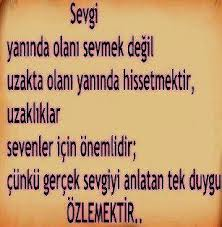 Sevgi
yanında olanı sevmek değil
uzakta olanı yanında hissetmektir,
uzaklıklar
sevenler için önemlidir;
çünkü gerçek sevgiyi anlatan tek duygu
ÖZLEMEKTİR..